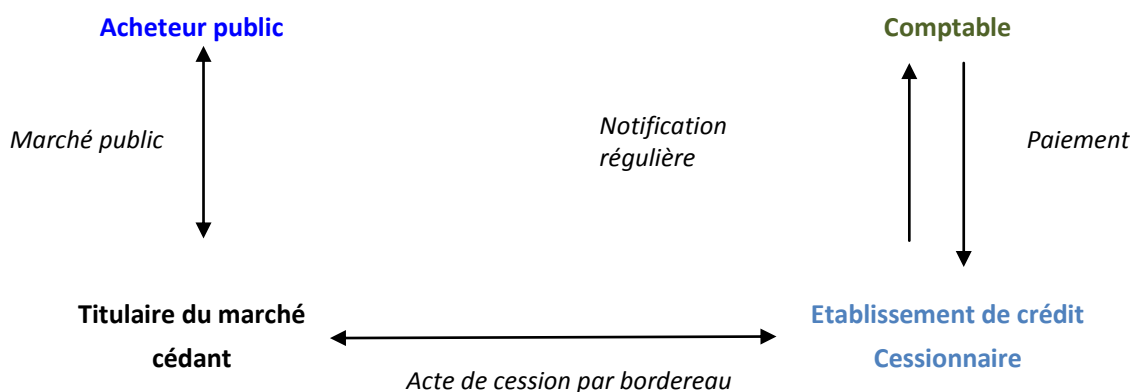 Acheteur public
Comptable
Marché public
Notification
régulière
Paiement
Titulaire du marché
cédant
Etablissement de crédit
Cessionnaire
Acte de cession par bordereau